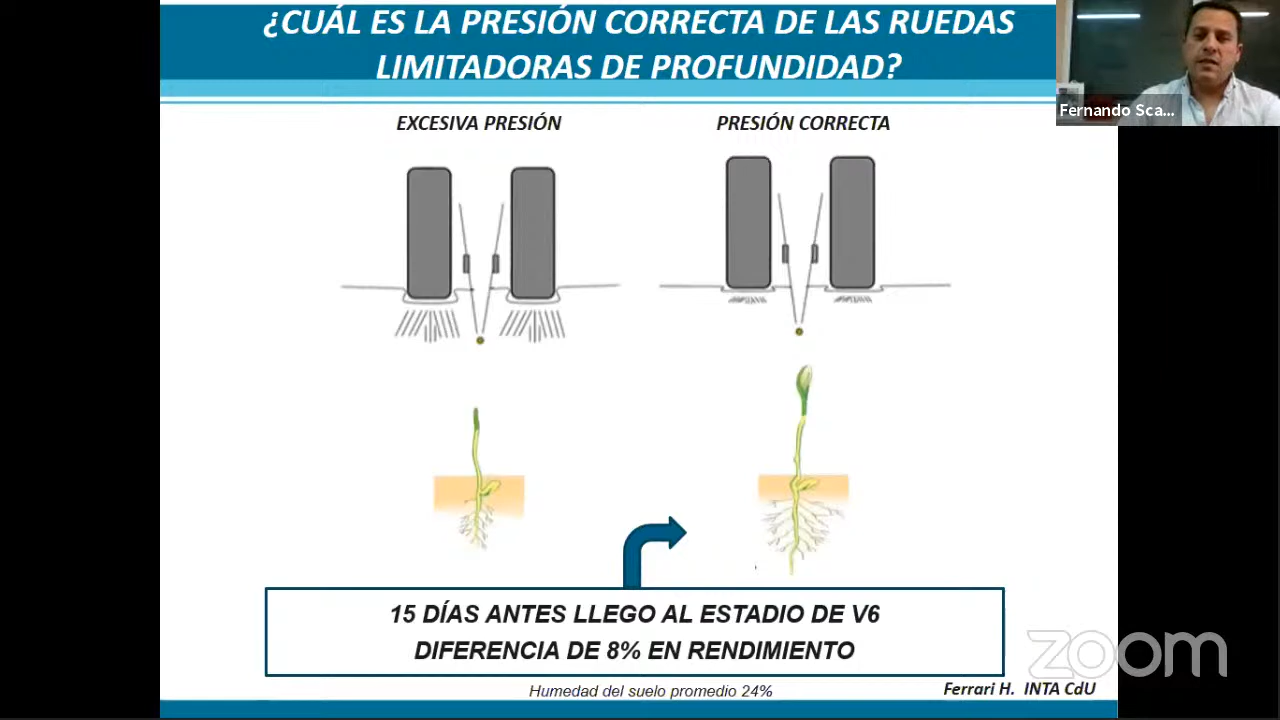 ¿CUÁL ES LA PRESIÓN CORRECTA DE LAS RUEDAS
LIMITADORAS DE PROFUNDIDAD?
Fernando Sca...
EXCESIVA PRESIÓN
PRESIÓN CORRECTA
15 DÍAS ANTES LLEGO AL ESTADIO DE V6
DIFERENCIA DE 8% EN RENDIMIENTO
Humedad del suelo promedio 24%
Ferrari H. INTA CdU
zoom